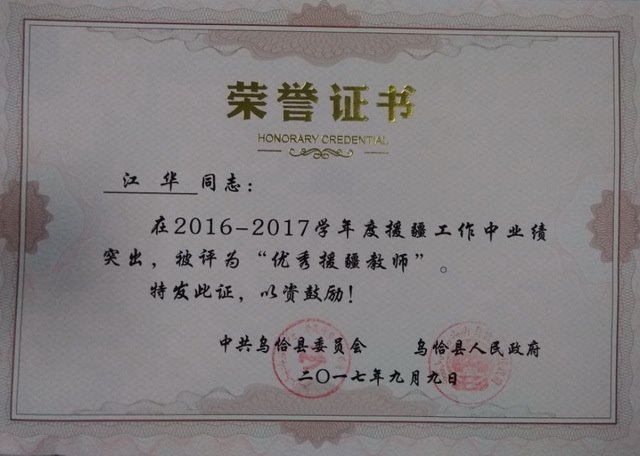 荣誉证书
HONORARY CREDENTIAL
江 华 同志：
在2016-2017学年度援疆工作中业绩
突出，被评为“优秀援疆教师”。
特发此证，以资鼓励！
中共乌恰县委员会 乌恰县人民政府
二〇一七年九月九日